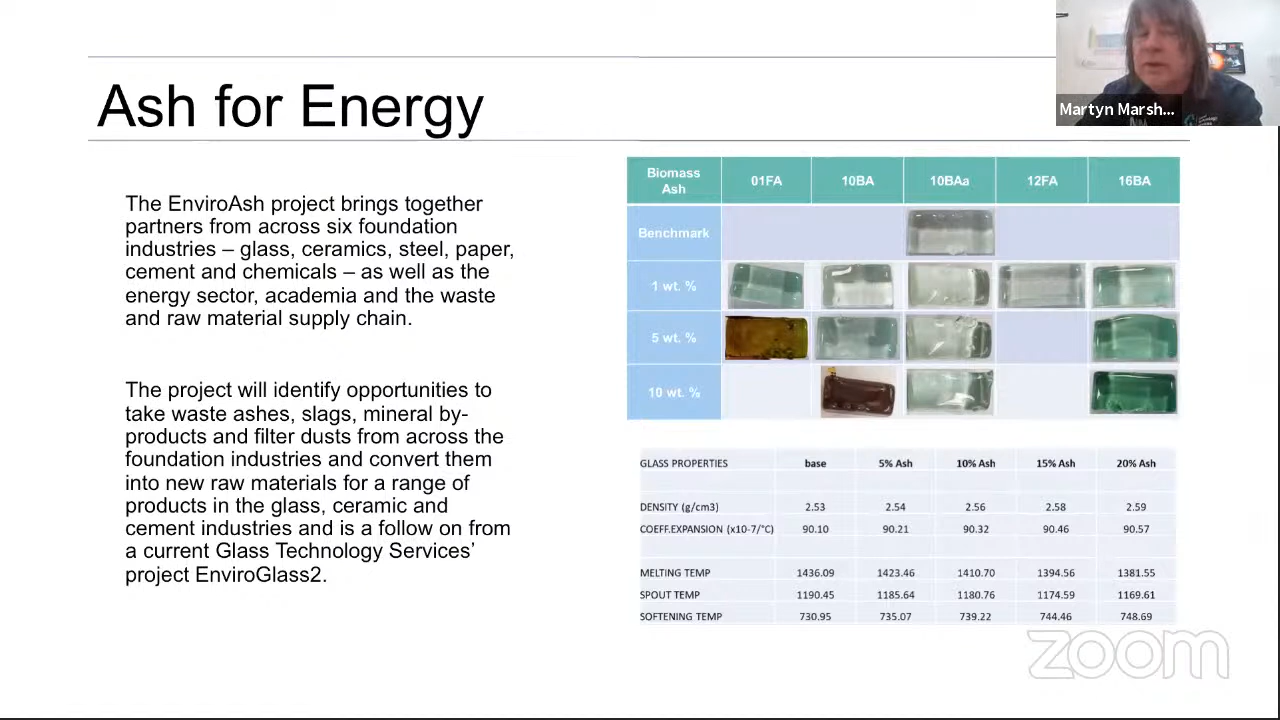 Martyn Marsh...
Ash for Energy
The EnviroAsh project brings together
partners from across six foundation
industries – glass, ceramics, steel, paper,
cement and chemicals – as well as the
energy sector, academia and the waste
and raw material supply chain.
The project will identify opportunities to
take waste ashes, slags, mineral by-
products and filter dusts from across the
foundation industries and convert them
into new raw materials for a range of
products in the glass, ceramic and
cement industries and is a follow on from
a current Glass Technology Services’
project EnviroGlass2.
Biomass Ash 01FA 10BA 10BAa 12FA 16BA
Benchmark
1 wt. %
5 wt. %
10 wt. %
GLASS PROPERTIES base 5% Ash 10% Ash 15% Ash 20% Ash
DENSITY (g/cm3) 2.53 2.54 2.56 2.58 2.59
COEFF.EXPANSION (x10-7/°C) 90.10 90.21 90.32 90.46 90.57
MELTING TEMP 1436.09 1423.46 1410.70 1394.56 1381.55
SPOUT TEMP 1190.45 1185.64 1180.76 1174.59 1169.61
SOFTENING TEMP 730.95 735.07 739.22 744.46 748.69
zoom